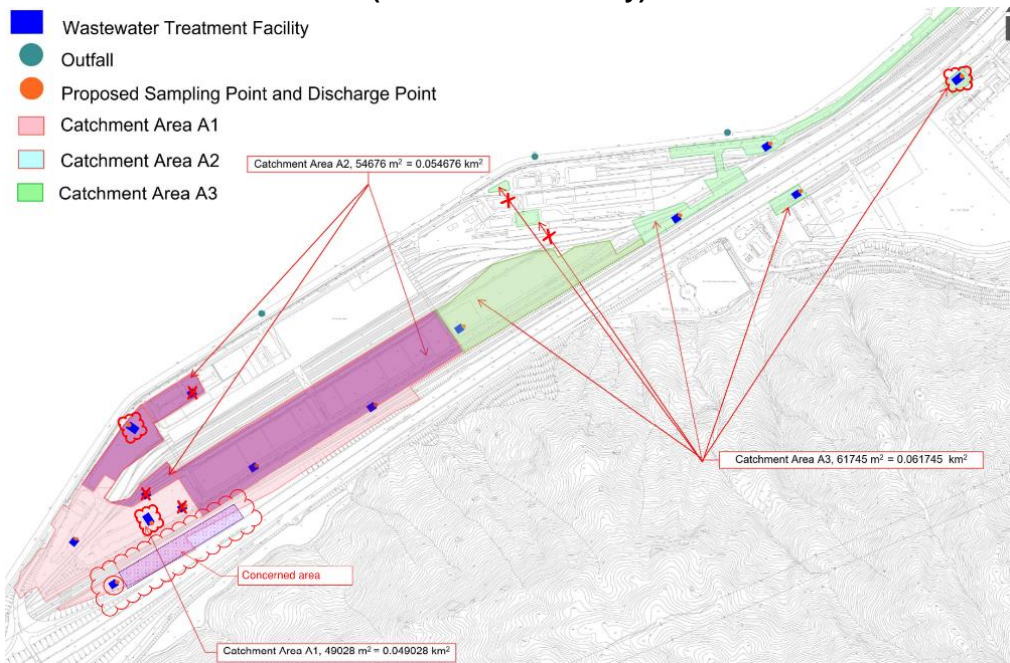 Wastewater Treatment Facility
Outfall
Proposed Sampling Point and Discharge Point
Catchment Area A1
Catchment Area A2
Catchment Area A3
Catchment Area A2, 54676 m² = 0.054676 km²
Catchment Area A3, 61745 m² = 0.061745 km²
Concerned area
Catchment Area A1, 49028 m² = 0.049028 km²